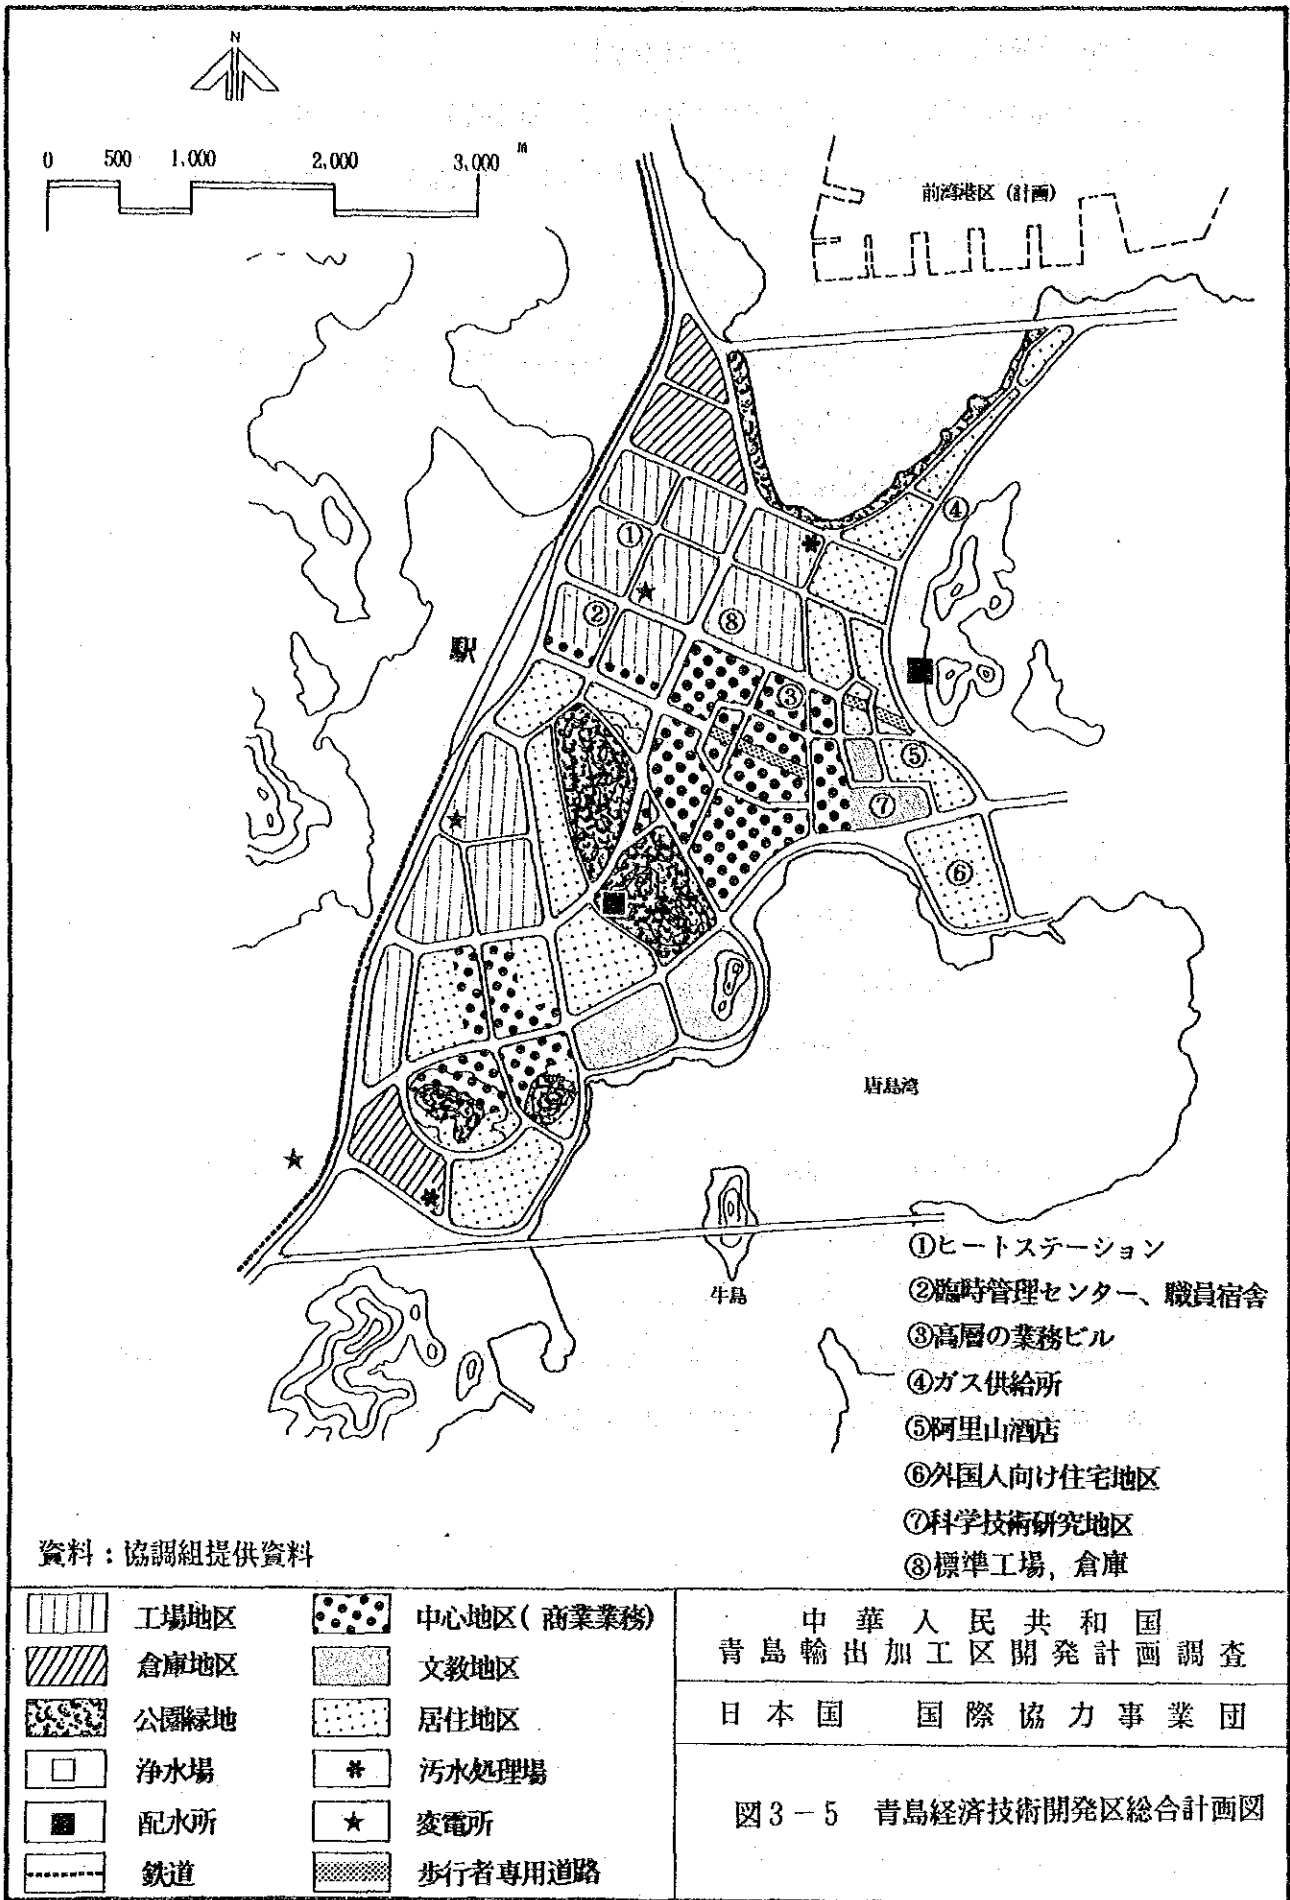 N
0 500 1,000 2,000 3,000 M
前湾港区 (計画)
④
①
②
⑧
駅
③
⑤
⑦
⑥
唐島湾
牛島
①ヒートステーション
②臨時管理センター、職員宿舎
③高層の業務ビル
④ガス供給所
⑤阿里山酒店
⑥外国人向け住宅地区
⑦科学技術研究地区
⑧標準工場, 倉庫
資料：協調組提供資料
工場地区
中心地区( 商業業務)
倉庫地区
文教地区
公園緑地
居住地区
浄水場
汚水処理場
配水所
変電所
鉄道
歩行者専用道路
中華人民共和国
青島輸出加工区開発計画調査
日本国 国際協力事業団
図3－5 青島経済技術開発区総合計画図